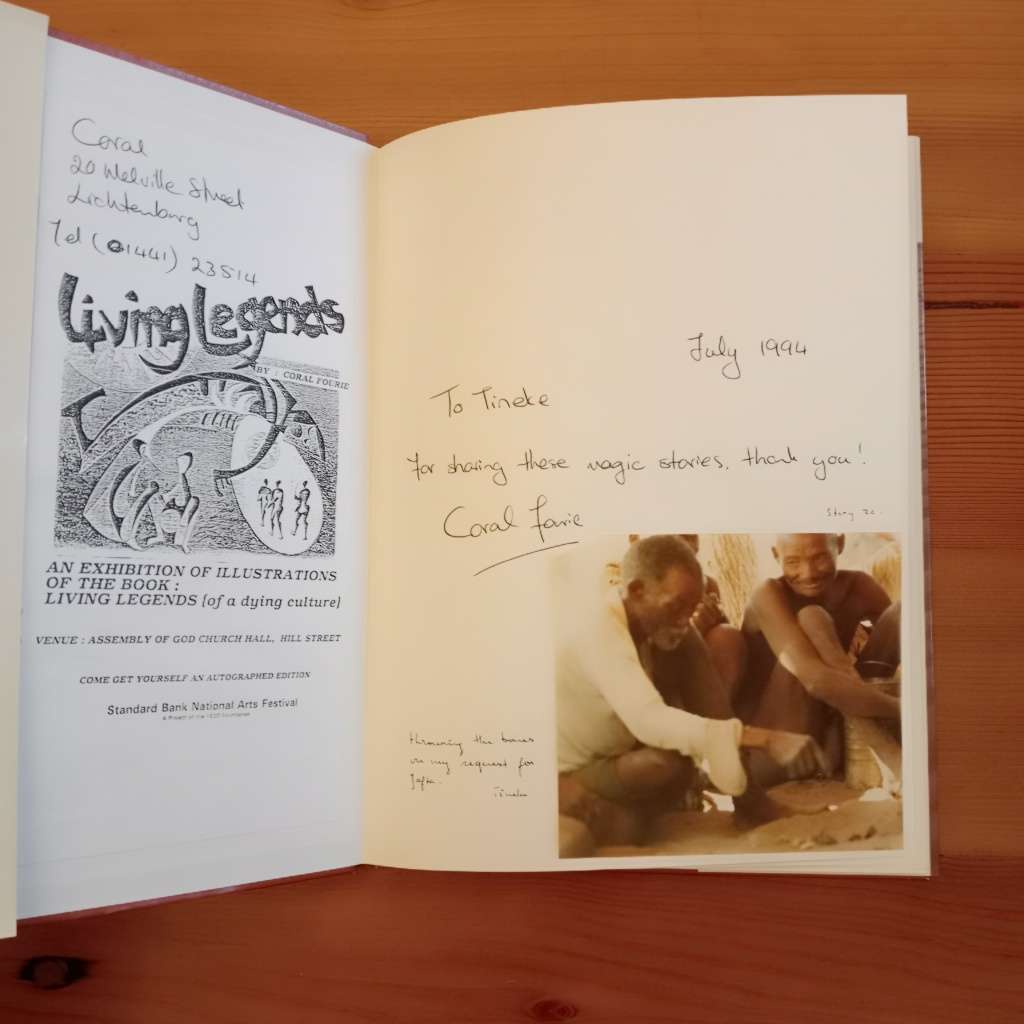 Coral
20 Melville Street
Lichtenburg
Tel (01441) 23514
Living Legends
BY : CORAL FOURIE
AN EXHIBITION OF ILLUSTRATIONS
OF THE BOOK :
LIVING LEGENDS (of a dying culture)
VENUE : ASSEMBLY OF GOD CHURCH HALL, HILL STREET
COME GET YOURSELF AN AUTOGRAPHED EDITION
Standard Bank National Arts Festival
July 1994
To Tineke
for sharing these magic stories, thank you!
Coral Fourie
Story
throwing the bones
on my request for
Tineke